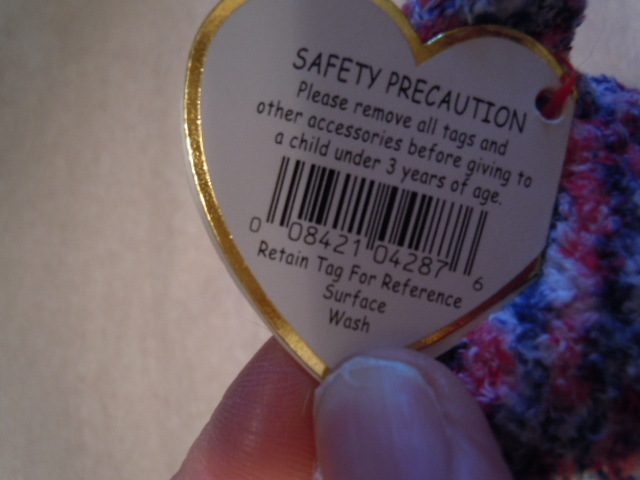 SAFETY PRECAUTION
Please remove all tags and
other accessories before giving to
a child under 3 years of age.
0 08421 04287 6
Retain Tag For Reference
Surface
Wash